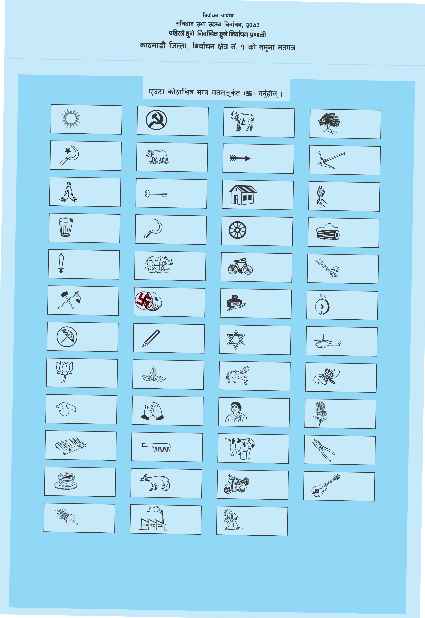 निर्वाचन आयोग
संविधान सभा सदस्य निर्वाचन, २०६४
पहिलो हुने निर्वाचित हुने निर्वाचन प्रणाली
काठमाडौं जिल्ला निर्वाचन क्षेत्र नं. १ को नमूना मतपत्र
एउटा कोठाभित्र मात्र मतसङ्केत गर्नुहोस् ।